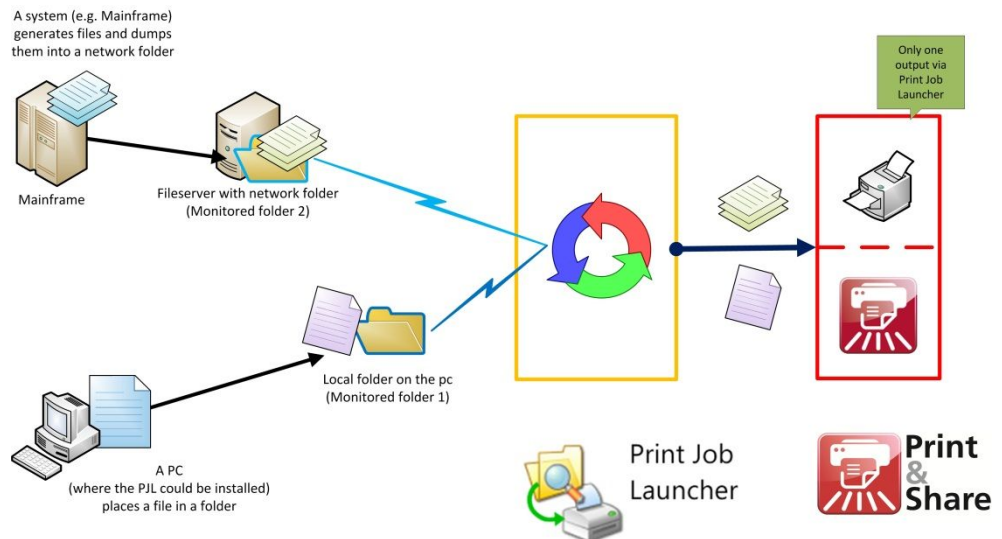 A system (e.g. Mainframe)
generates files and dumps
them into a network folder
Only one
output via
Print Job
Launcher
Mainframe
Fileserver with network folder
(Monitored folder 2)
Local folder on the pc
(Monitored folder 1)
A PC
(where the PJL could be installed)
places a file in a folder
Print Job
Launcher
Print
&
Share